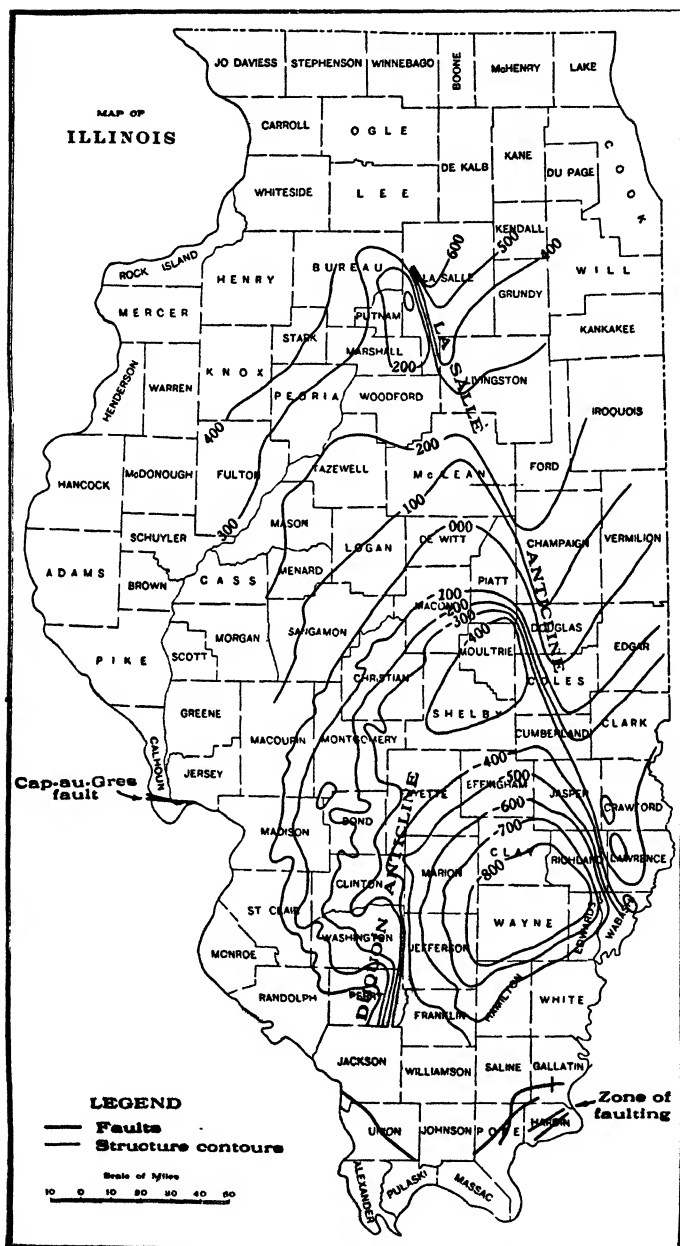 JO DAVIESS STEPHENSON WINNEBAGO BOONE McHENRY LAKE
MAP OF
ILLINOIS
CARROLL OGLE DE KALB KANE COOK
DU PAGE
WHITESIDE LEE
KENDALL
600 500 400
ROCK ISLAND HENRY BUREAU LA SALLE GRUNDY WILL
MERCER PUTNAM KANKAKEE
STARK
MARSHALL
200 LA SALLE ANTICLINE
HENDERSON WARREN KNOX PEORIA WOODFORD LIVINGSTON IROQUOIS
400
HANCOCK McDONOUGH FULTON TAZEWELL 200 McLEAN FORD
300 100 000
SCHUYLER MASON LOGAN DE WITT CHAMPAIGN VERMILION
ADAMS BROWN CASS MENARD PIATT
-100
MACON -200
-300
-400
PIKE SCOTT MORGAN SANGAMON MOULTRIE DOUGLAS EDGAR
CHRISTIAN COLES
GREENE SHELBY CLARK
CALHOUN MACOUPIN MONTGOMERY CUMBERLAND
JERSEY
Cap-au-Gres
fault
-400
-500
-600
-700
-800
FAYETTE EFFINGHAM JASPER CRAWFORD
MADISON BOND
DUQUOIN ANTICLINE
CLAY RICHLAND LAWRENCE
CLINTON MARION
ST CLAIR WAYNE EDWARDS WABASH
WASHINGTON JEFFERSON
MONROE
RANDOLPH PERRY HAMILTON WHITE
FRANKLIN
JACKSON WILLIAMSON SALINE GALLATIN
Zone of
faulting
UNION JOHNSON POPE HARDIN
ALEXANDER PULASKI MASSAC
LEGEND
Faults
Structure contours
Scale of Miles
10 0 10 20 30 40 50